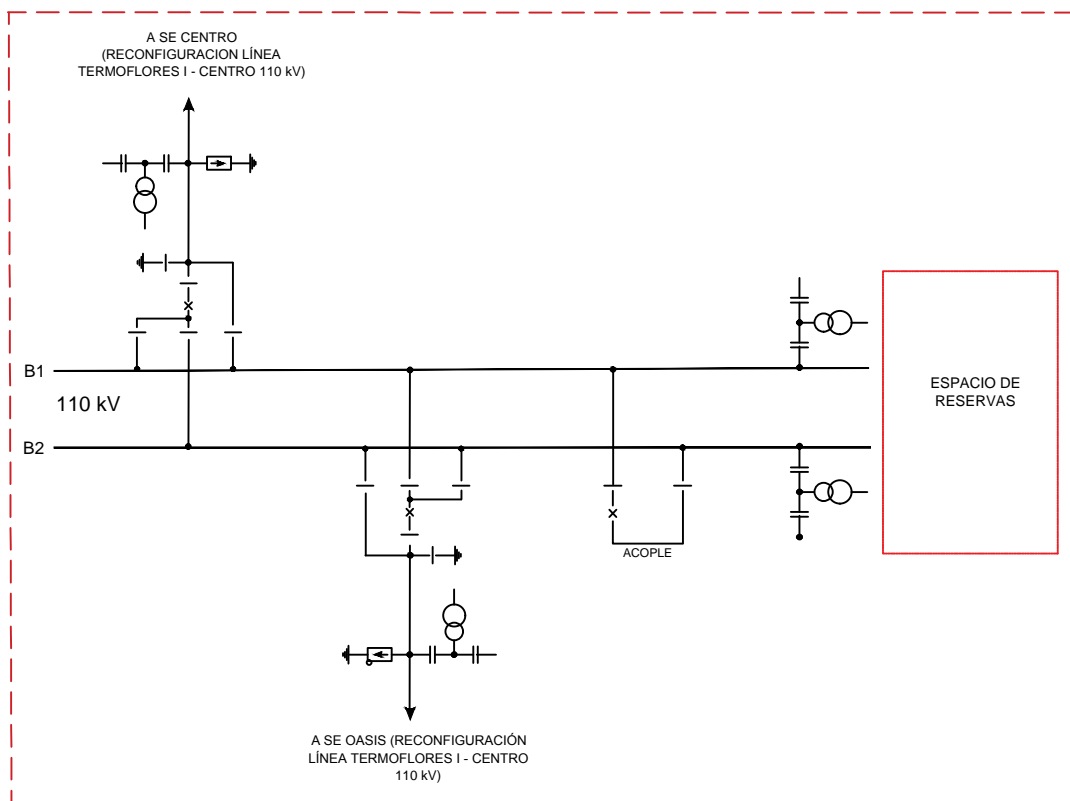 A SE CENTRO
(RECONFIGURACION LÍNEA
TERMOFLORES I - CENTRO 110 kV)
B1
110 kV
B2
ESPACIO DE
RESERVAS
ACOPLE
A SE OASIS (RECONFIGURACIÓN
LÍNEA TERMOFLORES I - CENTRO
110 kV)